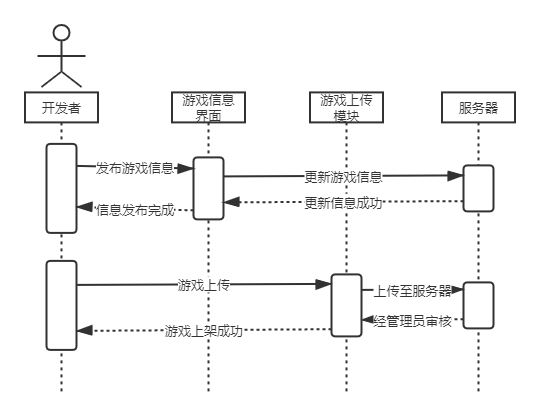 开发者
游戏信息
界面
游戏上传
模块
服务器
发布游戏信息
更新游戏信息
更新信息成功
信息发布完成
游戏上传
上传至服务器
经管理员审核
游戏上架成功